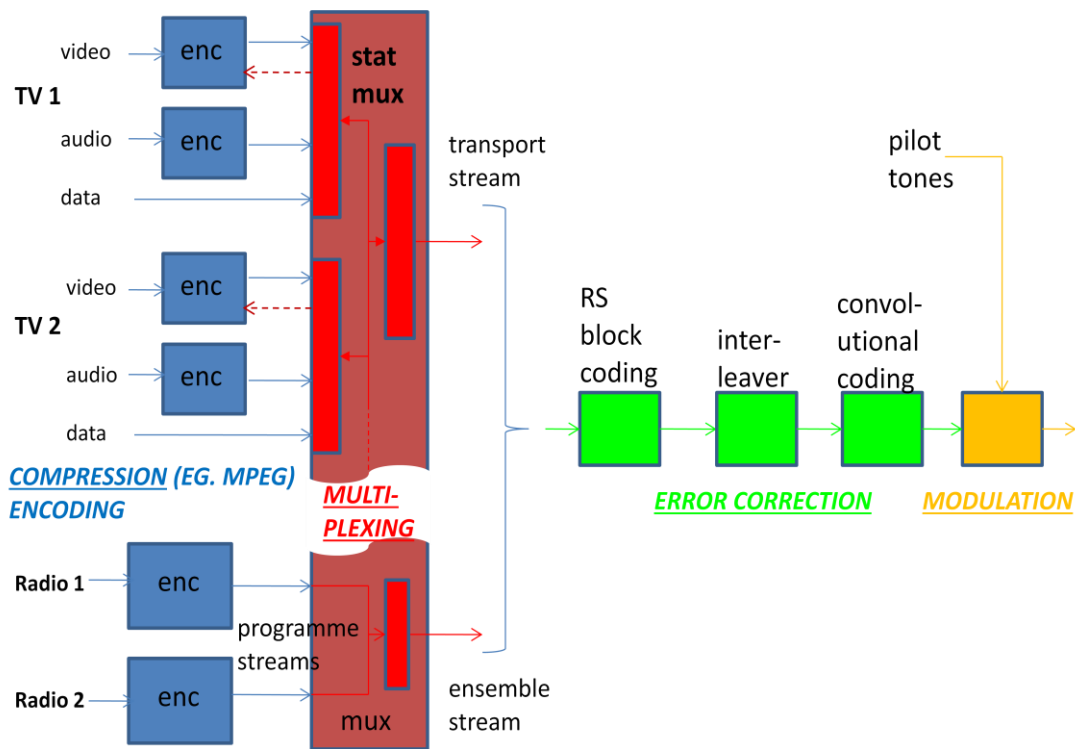 video
enc
TV 1
audio
enc
data
video
enc
TV 2
audio
enc
data
COMPRESSION (EG. MPEG)
ENCODING
stat
mux
MULTI-
PLEXING
transport
stream
Radio 1
enc
Radio 2
enc
programme
streams
mux
ensemble
stream
RS
block
coding
inter-
leaver
convol-
utional
coding
ERROR CORRECTION
pilot
tones
MODULATION